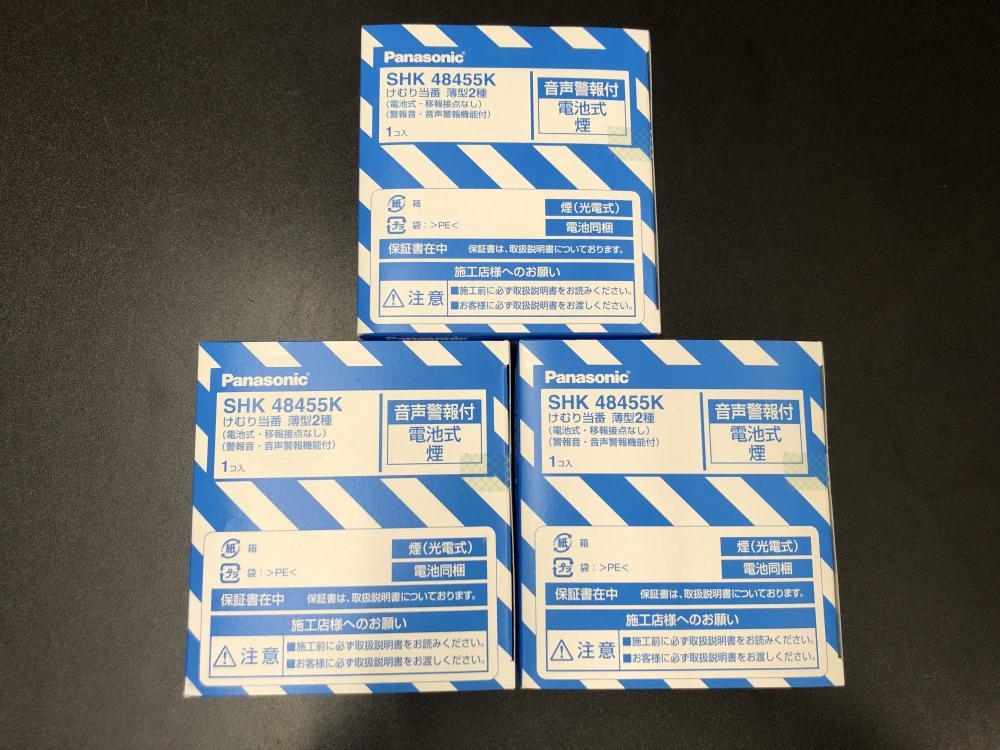 Panasonic
SHK 48455K
けむり当番 薄型2種
(電池式・移報接点なし)
(警報音・音声警報機能付)
1コ入
音声警報付
電池式
煙
紙 箱
プラ 袋:>PE<
煙(光電式)
電池同梱
保証書在中 保証書は、取扱説明書についております。
施工店様へのお願い
注意
■施工前に必ず取扱説明書をお読みください。
■お客様に必ず取扱説明書をお渡しください。
Panasonic
Panasonic
SHK 48455K
けむり当番 薄型2種
(電池式・移報接点なし)
(警報音・音声警報機能付)
1コ入
音声警報付
電池式
煙
紙 箱
プラ 袋:>PE<
煙(光電式)
電池同梱
保証書在中 保証書は、取扱説明書についております。
施工店様へのお願い
注意
■施工前に必ず取扱説明書をお読みください。
■お客様に必ず取扱説明書をお渡しください。
Panasonic
SHK 48455K
けむり当番 薄型2種
(電池式・移報接点なし)
(警報音・音声警報機能付)
1コ入
音声警報付
電池式
煙
紙 箱
プラ 袋:>PE<
煙(光電式)
電池同梱
保証書在中 保証書は、取扱説明書についております。
施工店様へのお願い
注意
■施工前に必ず取扱説明書をお読みください。
■お客様に必ず取扱説明書をお渡しください。